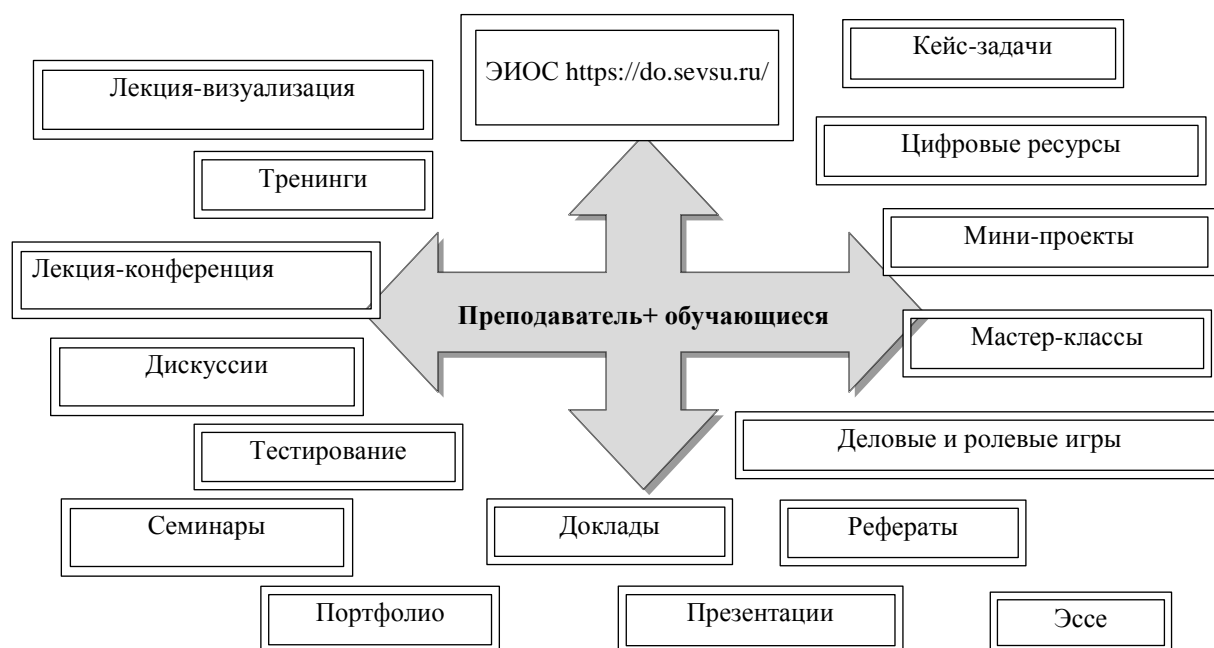 ЭИОС https://do.sevsu.ru/
Кейс-задачи
Лекция-визуализация
Цифровые ресурсы
Тренинги
Мини-проекты
Лекция-конференция
Преподаватель+ обучающиеся
Мастер-классы
Дискуссии
Деловые и ролевые игры
Тестирование
Семинары
Доклады
Рефераты
Портфолио
Презентации
Эссе